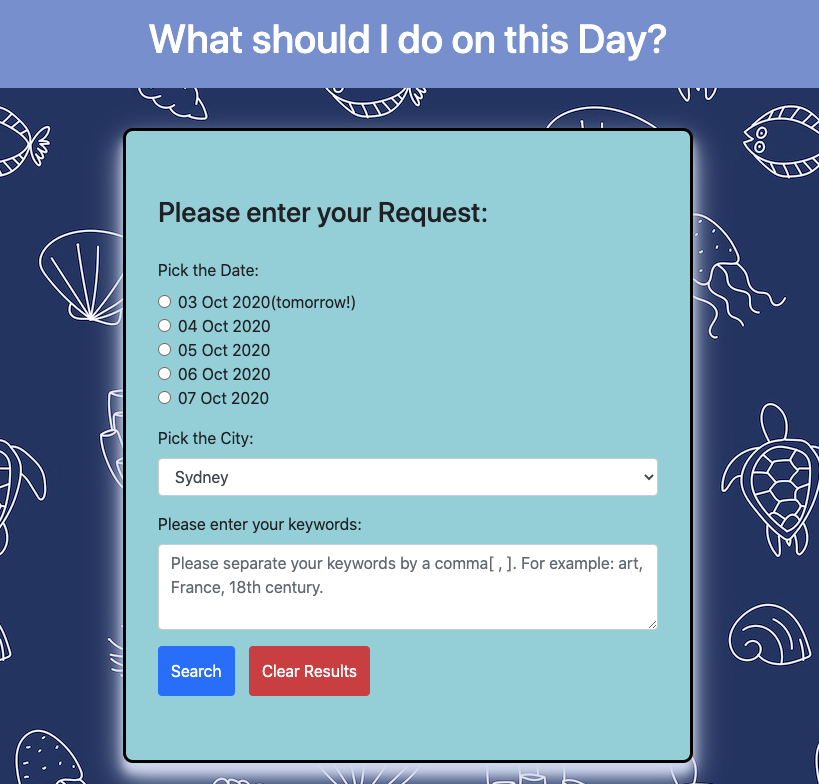 What should I do on this Day?
Please enter your Request:
Pick the Date:
03 Oct 2020(tomorrow!)
04 Oct 2020
05 Oct 2020
06 Oct 2020
07 Oct 2020
Pick the City:
Sydney
Please enter your keywords:
Please separate your keywords by a comma[ , ]. For example: art,
France, 18th century.
Search Clear Results